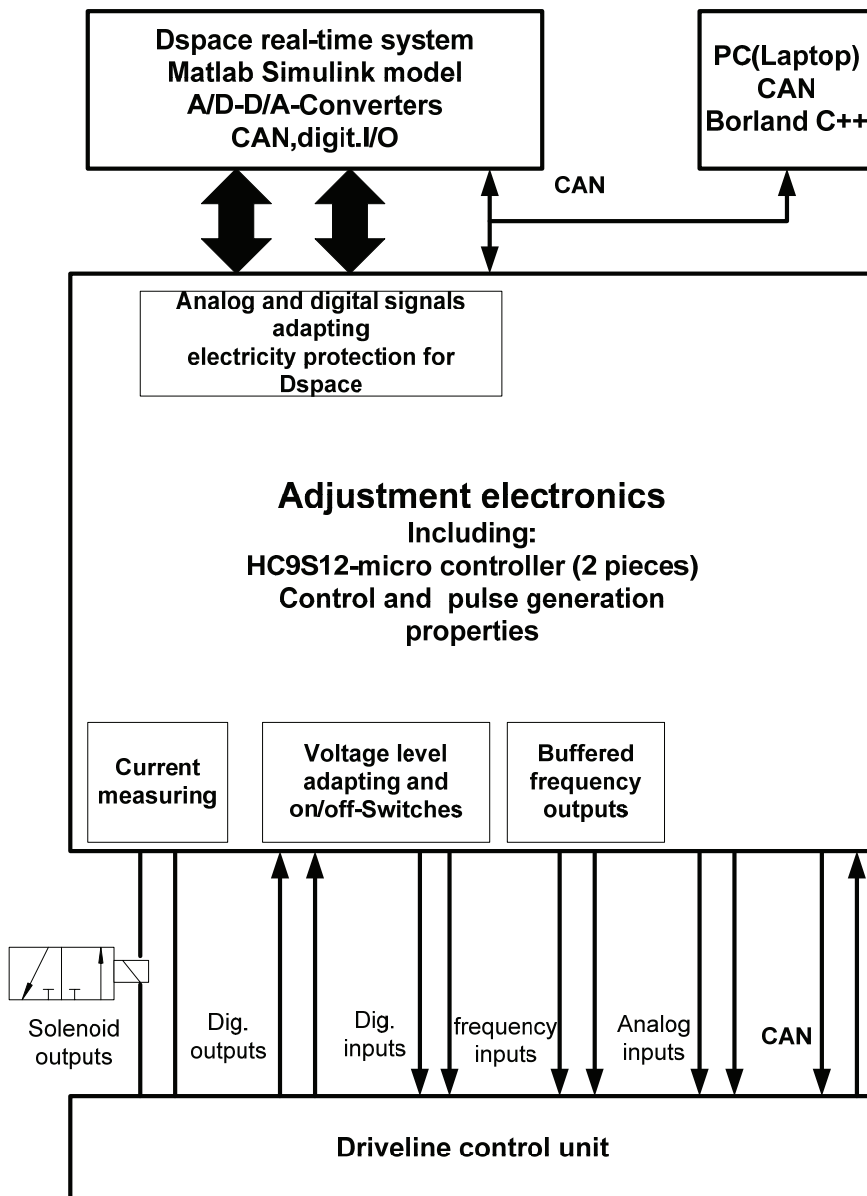 Dspace real-time system
Matlab Simulink model
A/D-D/A-Converters
CAN,digit.I/O
PC(Laptop)
CAN
Borland C++
CAN
Analog and digital signals
adapting
electricity protection for
Dspace
Adjustment electronics
Including:
HC9S12-micro controller (2 pieces)
Control and pulse generation
properties
Current
measuring
Voltage level
adapting and
on/off-Switches
Buffered
frequency
outputs
Solenoid
outputs
Dig.
outputs
Dig.
inputs
frequency
inputs
Analog
inputs
CAN
Driveline control unit